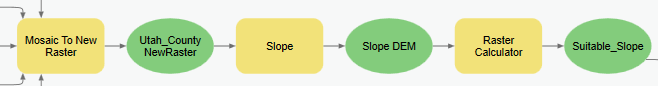 Mosaic To New
Raster
Utah_County
NewRaster
Slope
Slope DEM
Raster
Calculator
Suitable_Slope